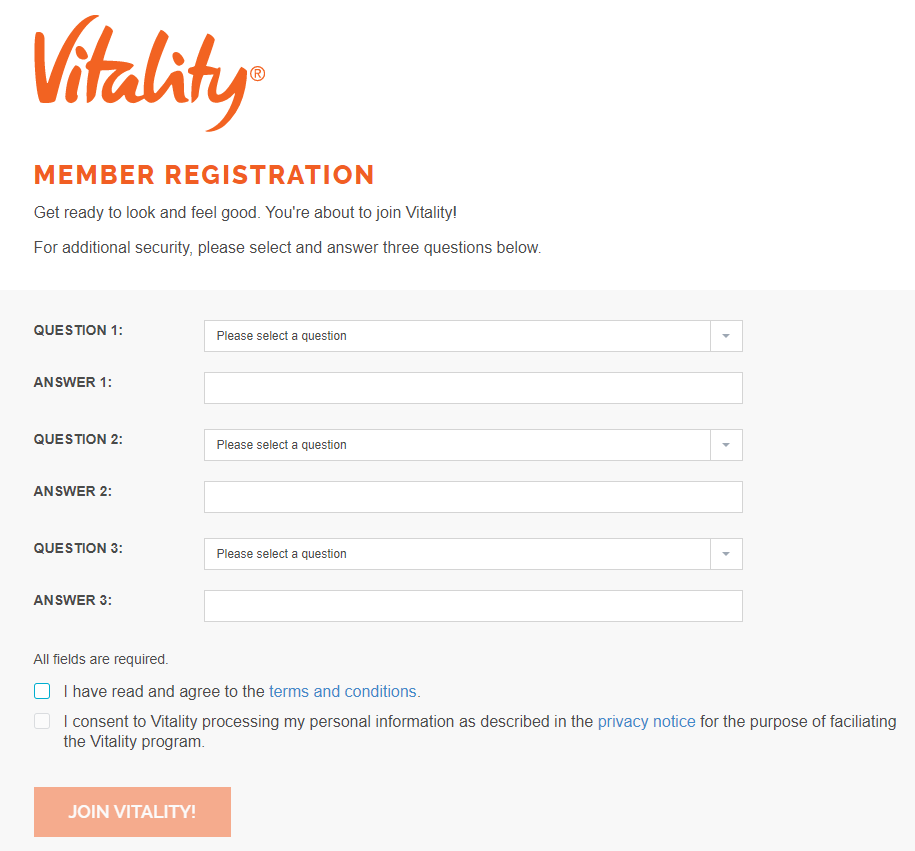 Vitality®
MEMBER REGISTRATION
Get ready to look and feel good. You're about to join Vitality!
For additional security, please select and answer three questions below.
QUESTION 1:
Please select a question
ANSWER 1:
QUESTION 2:
Please select a question
ANSWER 2:
QUESTION 3:
Please select a question
ANSWER 3:
All fields are required.
I have read and agree to the terms and conditions.
I consent to Vitality processing my personal information as described in the privacy notice for the purpose of faciliating
the Vitality program.
JOIN VITALITY!